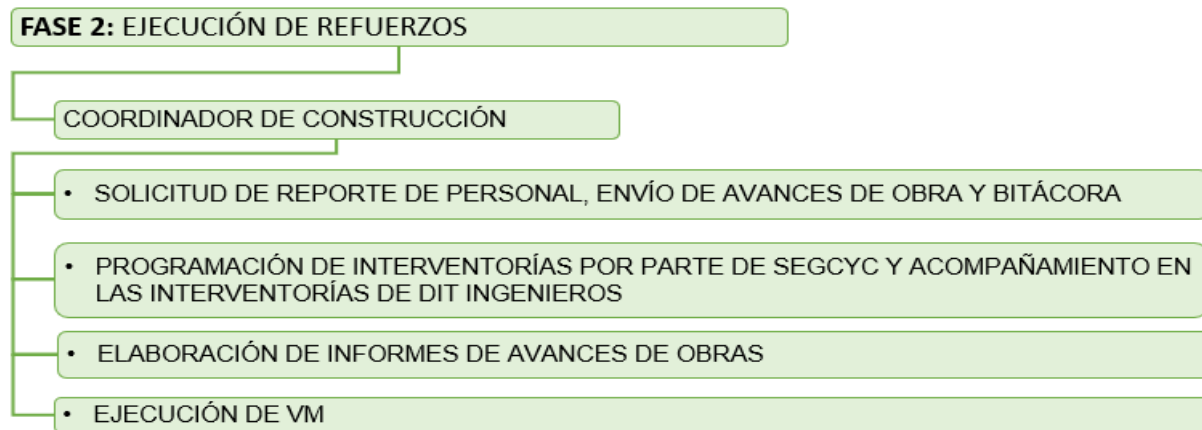 FASE 2: EJECUCIÓN DE REFUERZOS
COORDINADOR DE CONSTRUCCIÓN
• SOLICITUD DE REPORTE DE PERSONAL, ENVÍO DE AVANCES DE OBRA Y BITÁCORA
• PROGRAMACIÓN DE INTERVENTORÍAS POR PARTE DE SEGCYC Y ACOMPAÑAMIENTO EN
LAS INTERVENTORÍAS DE DIT INGENIEROS
• ELABORACIÓN DE INFORMES DE AVANCES DE OBRAS
• EJECUCIÓN DE VM